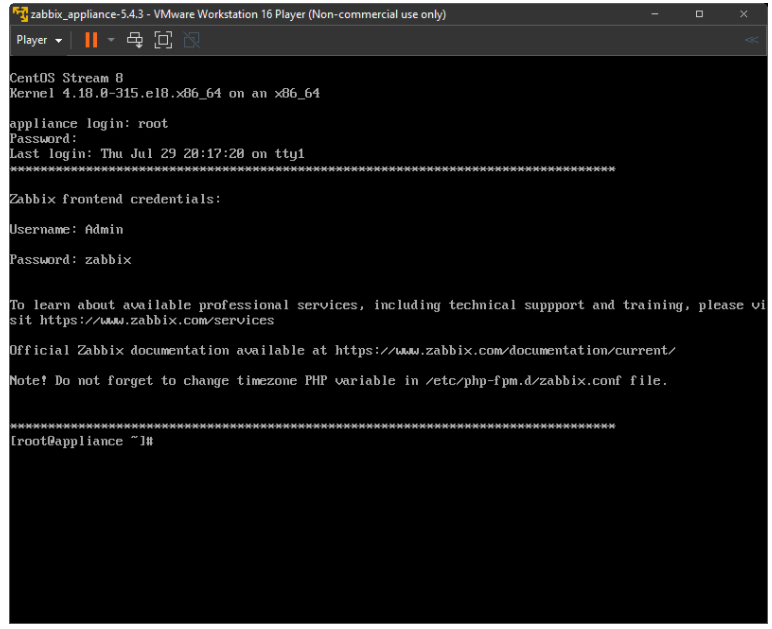 zabbix_appliance-5.4.3 - VMware Workstation 16 Player (Non-commercial use only)
Player
CentOS Stream 8
Kernel 4.18.0-315.el8.x86_64 on an x86_64
appliance login: root
Password:
Last login: Thu Jul 29 20:17:20 on tty1
********************************************************************************
Zabbix frontend credentials:
Username: Admin
Password: zabbix
To learn about available professional services, including technical suppport and training, please vi
sit https://www.zabbix.com/services
Official Zabbix documentation available at https://www.zabbix.com/documentation/current/
Note! Do not forget to change timezone PHP variable in /etc/php-fpm.d/zabbix.conf file.
********************************************************************************
[root@appliance ~]#